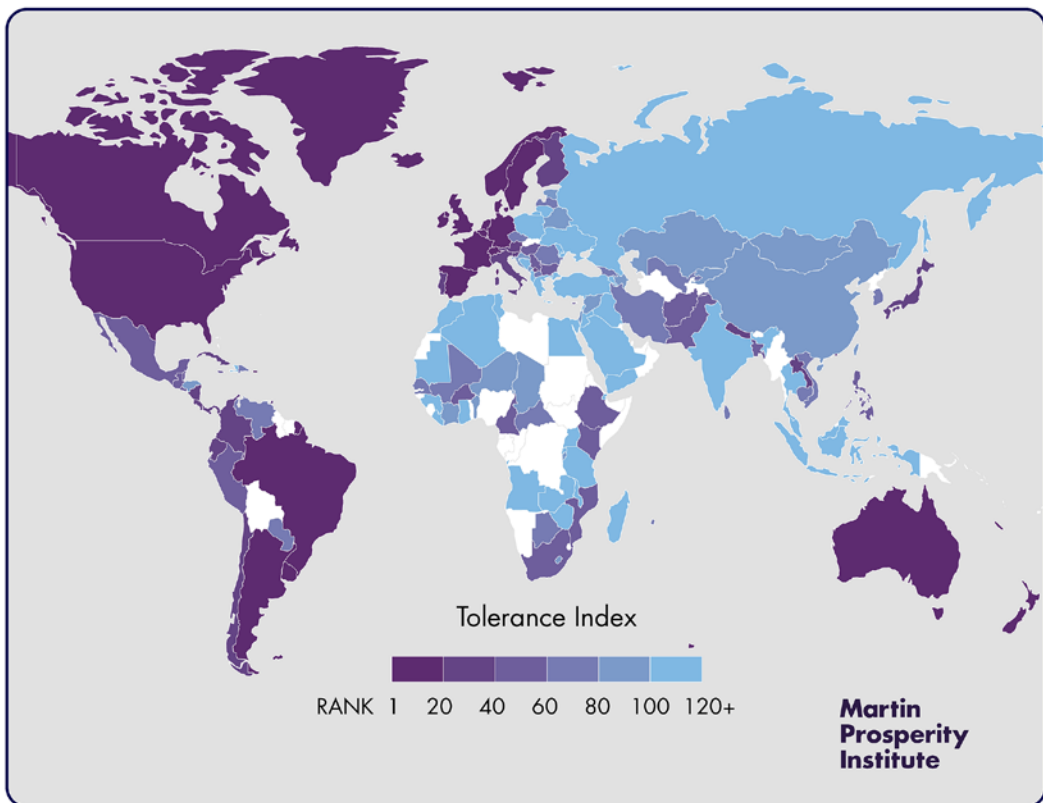 Tolerance Index
RANK 1 20 40 60 80 100 120+
Martin
Prosperity
Institute